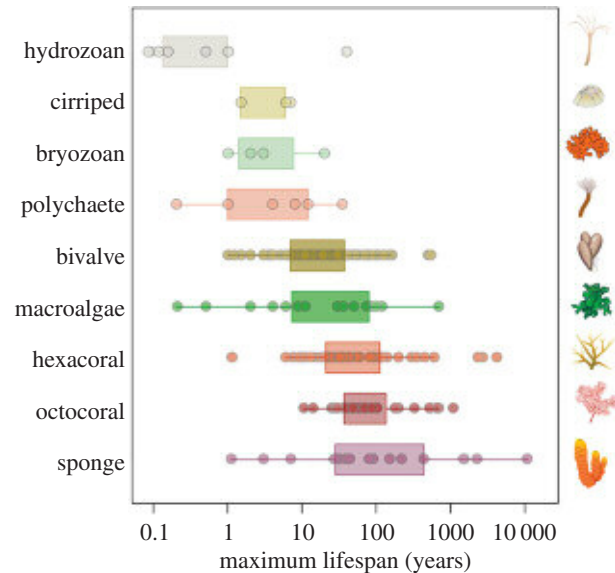 hydrozoan
cirriped
bryozoan
polychaete
bivalve
macroalgae
hexacoral
octocoral
sponge
0.1 1 10 100 1000 10 000
maximum lifespan (years)